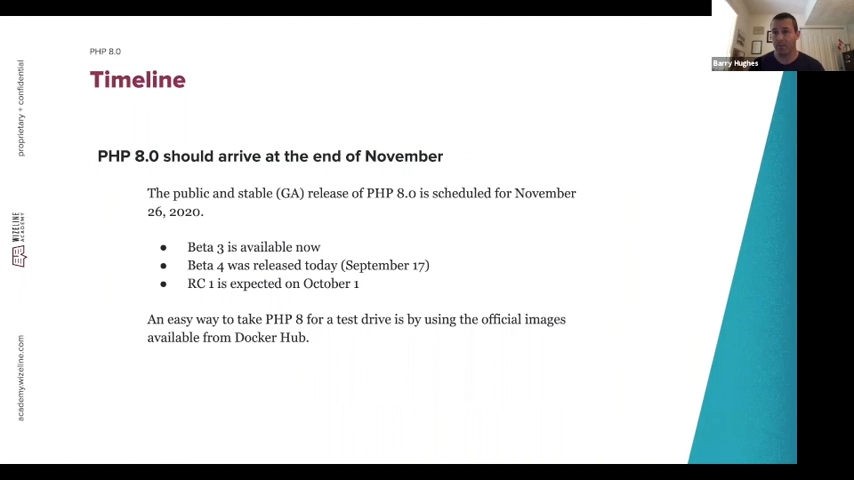 Barry Hughes
PHP 8.0
Timeline
proprietary + confidential
PHP 8.0 should arrive at the end of November
The public and stable (GA) release of PHP 8.0 is scheduled for November
26, 2020.
● Beta 3 is available now
● Beta 4 was released today (September 17)
● RC 1 is expected on October 1
An easy way to take PHP 8 for a test drive is by using the official images
available from Docker Hub.
WIZELINE
ACADEMY
academy.wizeline.com